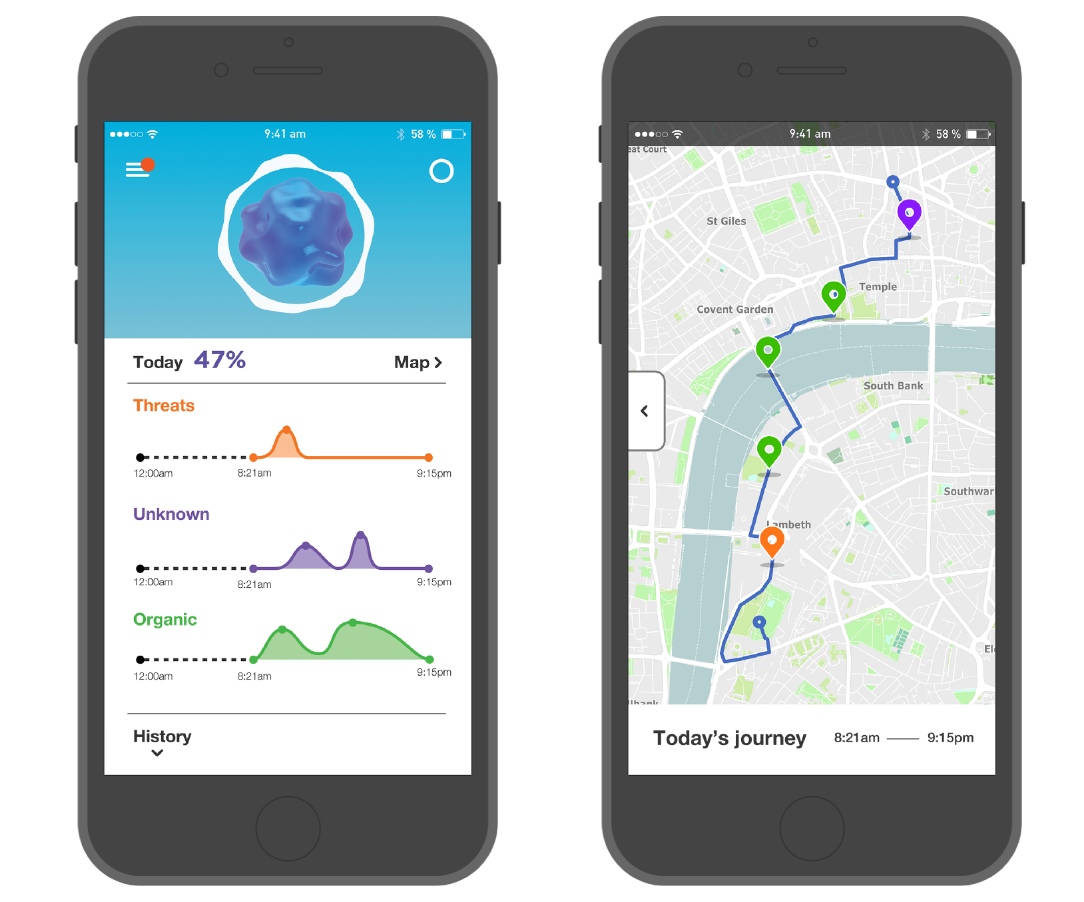 9:41 am
58 %
Today 47%
Map
Threats
12:00am 8:21am 9:15pm
Unknown
12:00am 8:21am 9:15pm
Organic
12:00am 8:21am 9:15pm
History
9:41 am
58 %
eat Court
St Giles
Temple
Covent Garden
South Bank
Southwar
Lambeth
El
llbank
Today's journey 8:21am 9:15pm